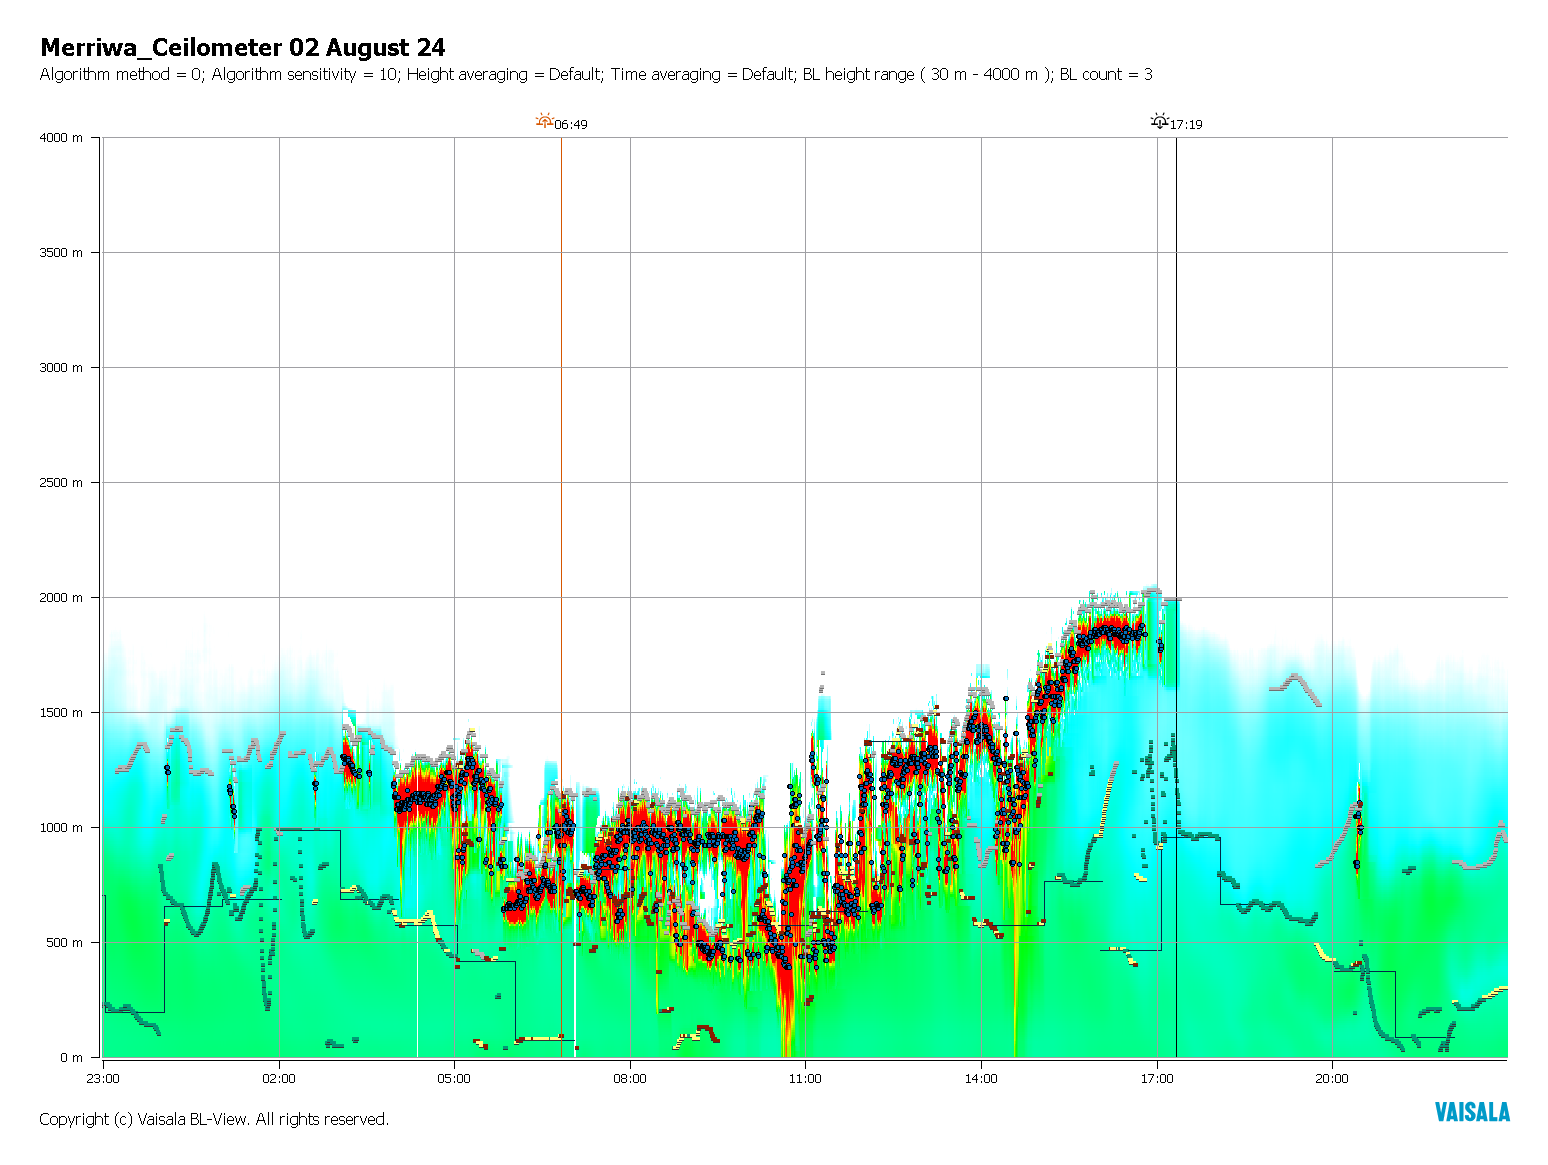 Merriwa_Ceilometer 02 August 24
Algorithm method = 0; Algorithm sensitivity = 10; Height averaging = Default; Time averaging = Default; BL height range ( 30 m - 4000 m ); BL count = 3
06:49
17:19
4000 m
3500 m
3000 m
2500 m
2000 m
1500 m
1000 m
500 m
0 m
23:00
02:00
05:00
08:00
11:00
14:00
17:00
20:00
Copyright (c) Vaisala BL-View. All rights reserved.
VAISALA